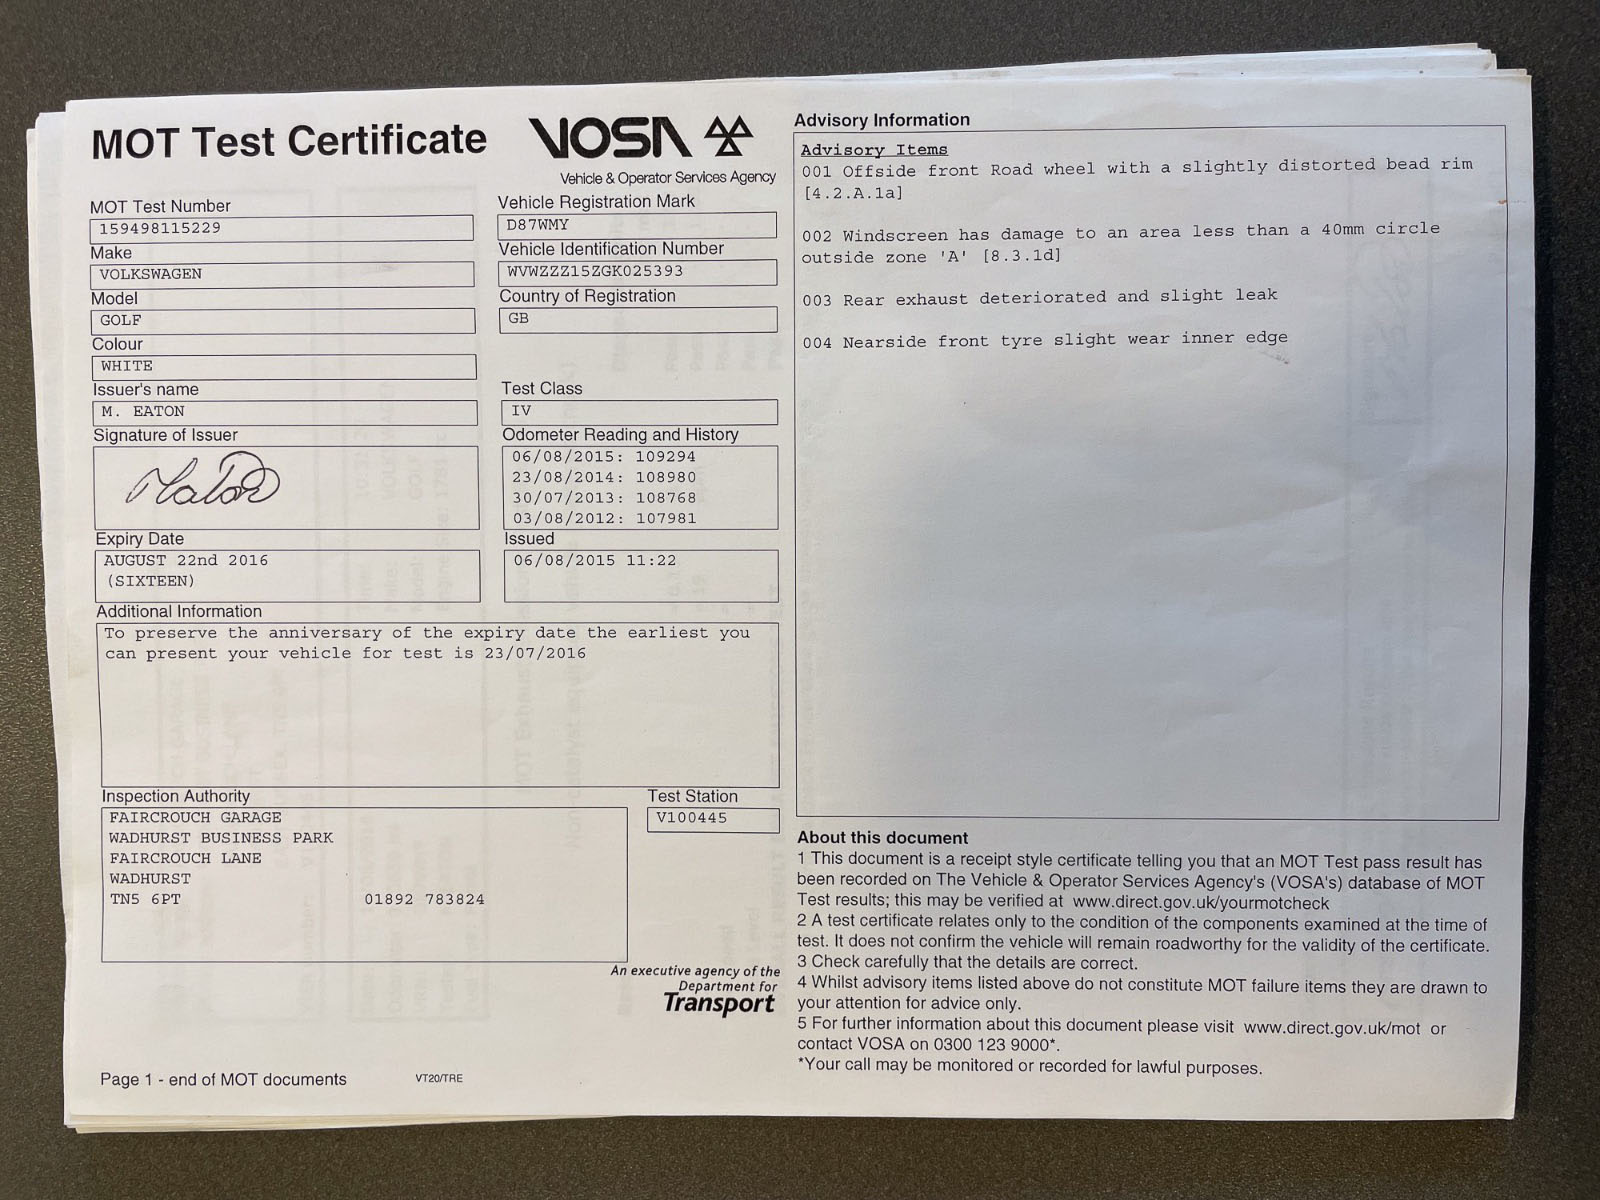 MOT Test Certificate
VOSA
Vehicle & Operator Services Agency
MOT Test Number
159498115229
Make
VOLKSWAGEN
Model
GOLF
Colour
WHITE
Issuer's name
M. EATON
Signature of Issuer
Expiry Date
AUGUST 22nd 2016
(SIXTEEN)
Vehicle Registration Mark
D87WMY
Vehicle Identification Number
WVWZZZ15ZGK025393
Country of Registration
GB
Test Class
IV
Odometer Reading and History
06/08/2015: 109294
23/08/2014: 108980
30/07/2013: 108768
03/08/2012: 107981
Issued
06/08/2015 11:22
Additional Information
To preserve the anniversary of the expiry date the earliest you
can present your vehicle for test is 23/07/2016
Inspection Authority
FAIRCROUCH GARAGE
WADHURST BUSINESS PARK
FAIRCROUCH LANE
WADHURST
TN5 6PT 01892 783824
Test Station
V100445
An executive agency of the
Department for
Transport
Page 1 - end of MOT documents
VT20/TRE
Advisory Information
Advisory Items
001 Offside front Road wheel with a slightly distorted bead rim
[4.2.A.1a]
002 Windscreen has damage to an area less than a 40mm circle
outside zone 'A' [8.3.1d]
003 Rear exhaust deteriorated and slight leak
004 Nearside front tyre slight wear inner edge
About this document
1 This document is a receipt style certificate telling you that an MOT Test pass result has
been recorded on The Vehicle & Operator Services Agency's (VOSA's) database of MOT
Test results; this may be verified at www.direct.gov.uk/yourmotcheck
2 A test certificate relates only to the condition of the components examined at the time of
test. It does not confirm the vehicle will remain roadworthy for the validity of the certificate.
3 Check carefully that the details are correct.
4 Whilst advisory items listed above do not constitute MOT failure items they are drawn to
your attention for advice only.
5 For further information about this document please visit www.direct.gov.uk/mot or
contact VOSA on 0300 123 9000*.
*Your call may be monitored or recorded for lawful purposes.